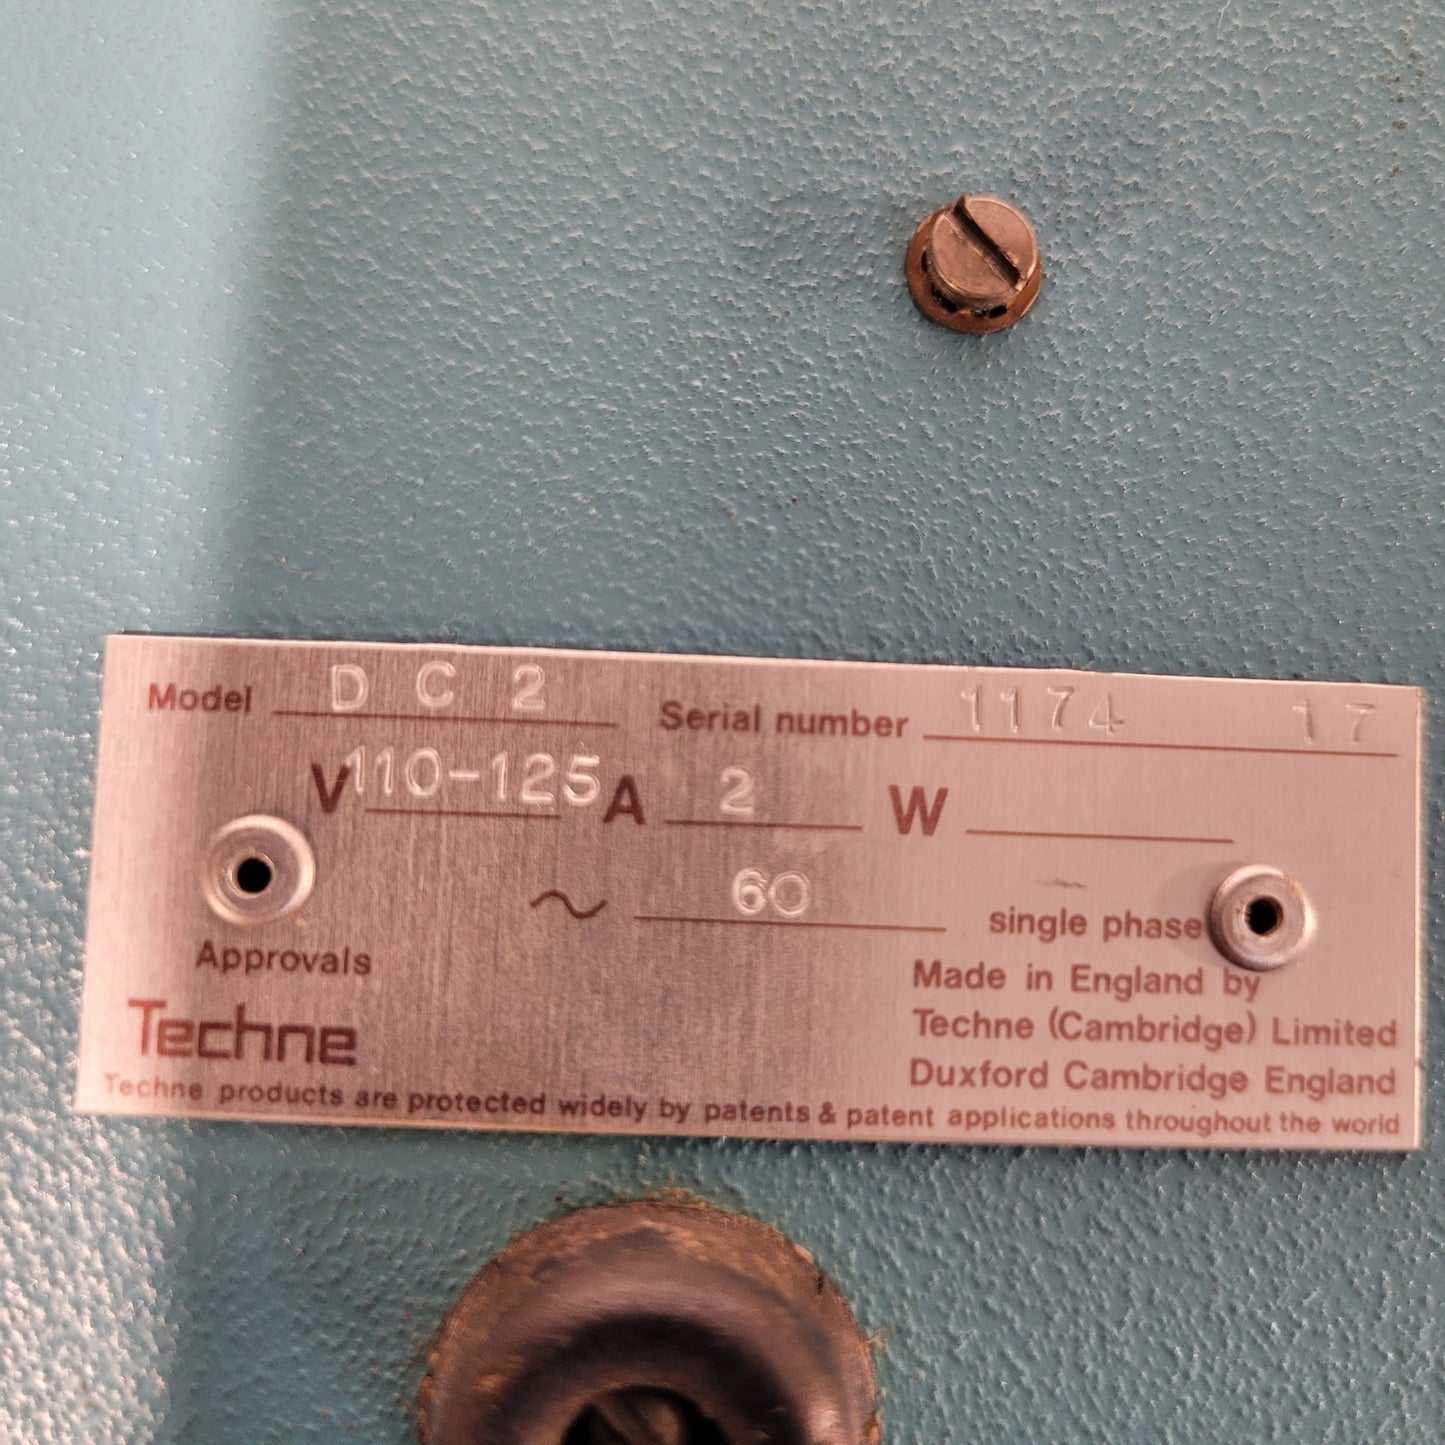 Model D C 2 Serial number 1174 17
V 110-125 A 2 W
~ 60 single phase
Approvals
Made in England by
Techne
Techne (Cambridge) Limited
Duxford Cambridge England
Techne products are protected widely by patents & patent applications throughout the world